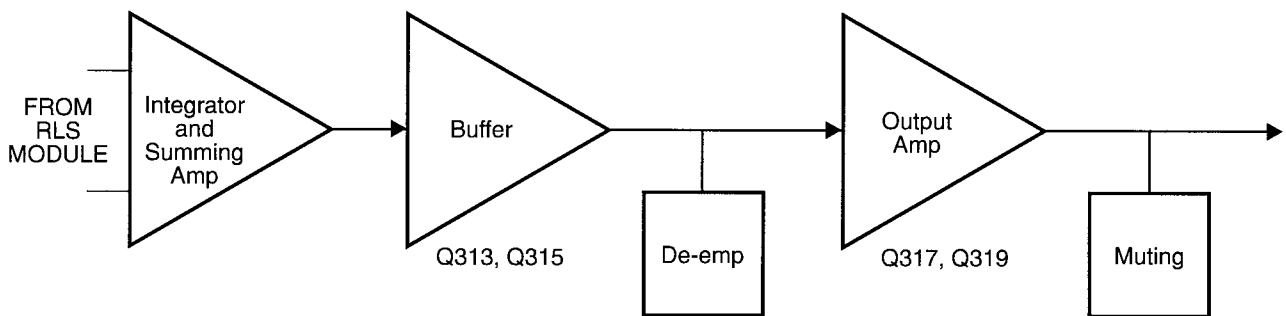 FROM
RLS
MODULE
Integrator
and
Summing
Amp
Buffer
Q313, Q315
De-emp
Output
Amp
Q317, Q319
Muting